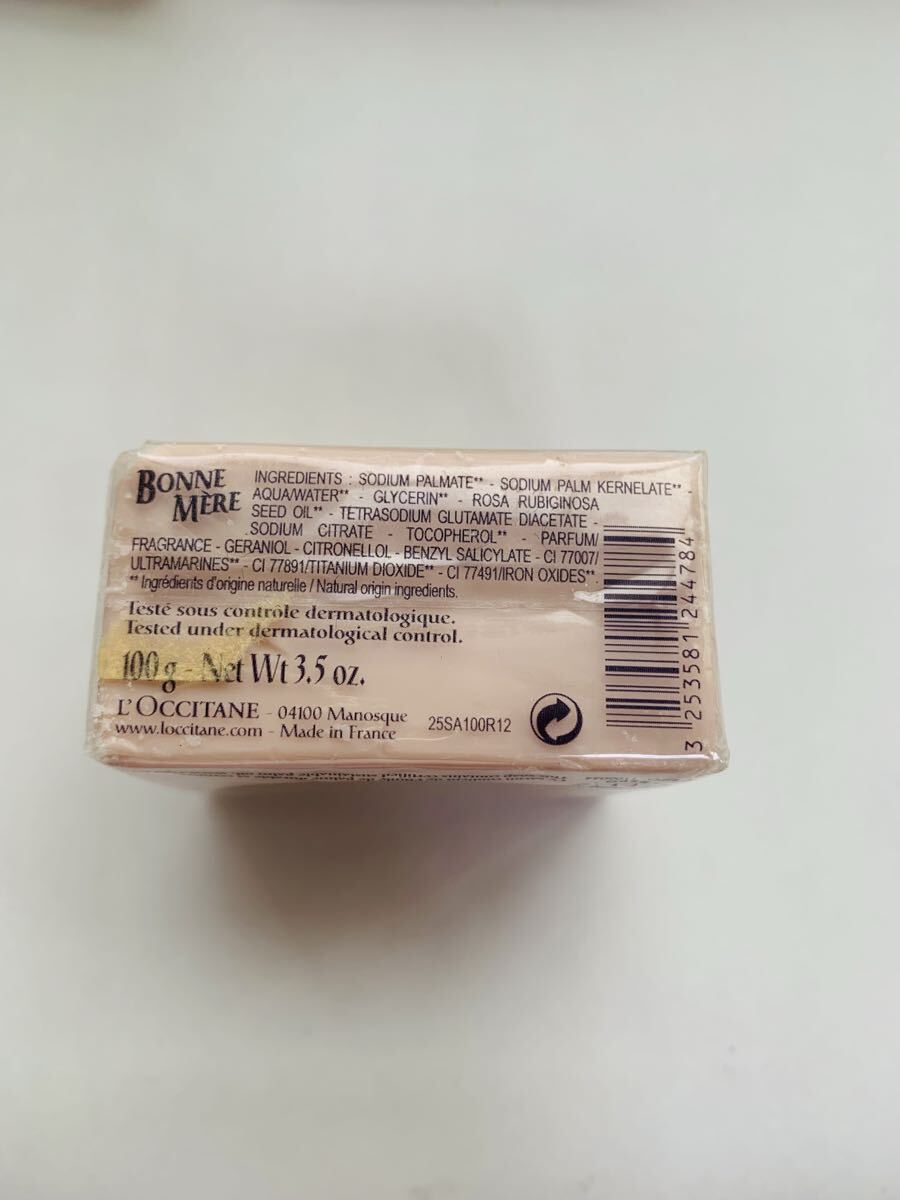 BONNE
MÈRE
INGREDIENTS : SODIUM PALMATE** - SODIUM PALM KERNELATE** -
AQUA/WATER** - GLYCERIN** - ROSA RUBIGINOSA
SEED OIL** - TETRASODIUM GLUTAMATE DIACETATE -
SODIUM CITRATE - TOCOPHEROL** - PARFUM/
FRAGRANCE - GERANIOL - CITRONELLOL - BENZYL SALICYLATE - CI 77007/
ULTRAMARINES** - CI 77891/TITANIUM DIOXIDE** - CI 77491/IRON OXIDES**.
** Ingrédients d'origine naturelle / Natural origin ingredients.
Testé sous contrôle dermatologique.
Tested under dermatological control.
100 g - Net Wt 3.5 oz.
L'OCCITANE - 04100 Manosque
www.loccitane.com - Made in France
25SA100R12
3 253581 244784